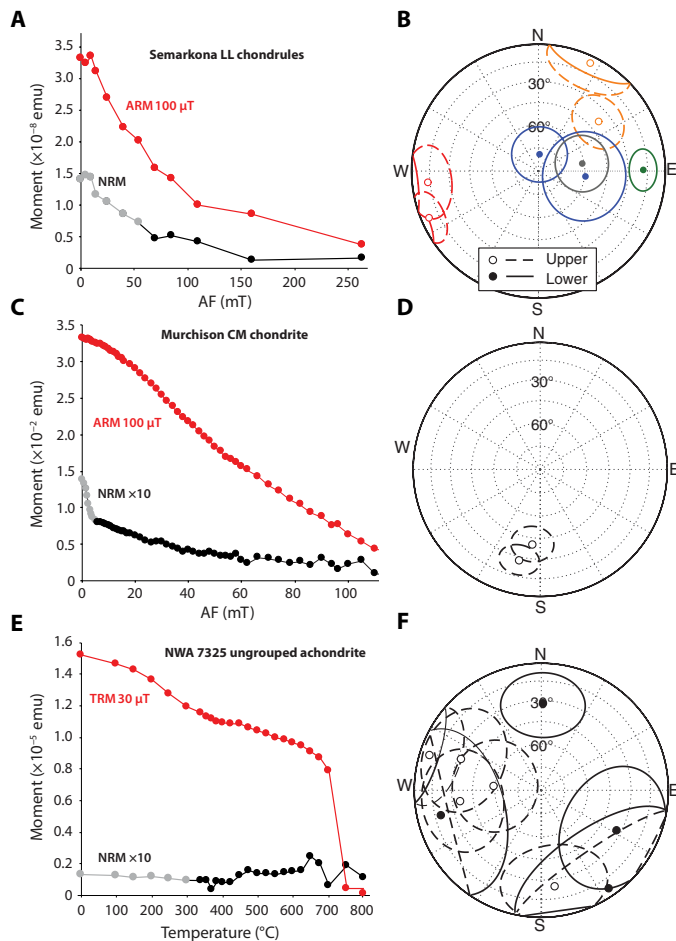 A
Semarkona LL chondrules
Moment (×10⁻⁸ emu)
3.5
3.0
2.5
2.0
1.5
1.0
0.5
0
ARM 100 μT
NRM
0 50 100 150 200 250
AF (mT)
B
N
30°
60°
W
E
Upper
Lower
S
C
Murchison CM chondrite
Moment (×10⁻² emu)
3.5
3.0
2.5
2.0
1.5
1.0
0.5
0
ARM 100 μT
NRM ×10
0 20 40 60 80 100
AF (mT)
D
N
30°
60°
W
E
S
E
NWA 7325 ungrouped achondrite
Moment (×10⁻⁵ emu)
1.6
1.4
1.2
1.0
0.8
0.6
0.4
0.2
0
TRM 30 μT
NRM ×10
0 100 200 300 400 500 600 700 800
Temperature (°C)
F
N
30°
60°
W
E
S